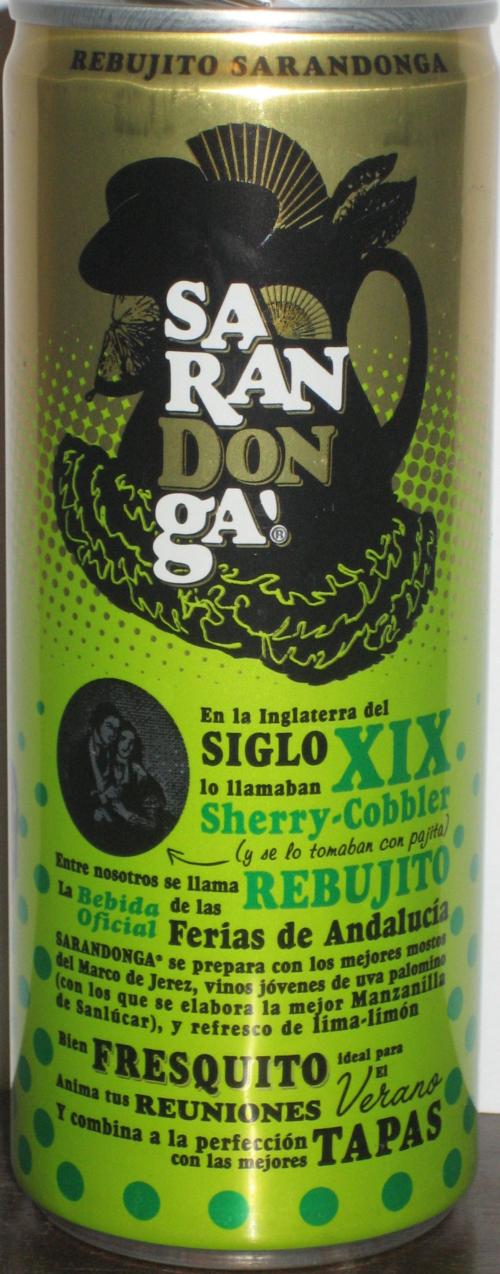 REBUJITO SARANDONGA
SA
RAN
DON
gA!®
En la Inglaterra del
SIGLO XIX
lo llamaban
Sherry-Cobbler
(y se lo tomaban con pajita)
Entre nosotros se llama REBUJITO
La Bebida Oficial de las
Ferias de Andalucía
SARANDONGA® se prepara con los mejores mostos
del Marco de Jerez, vinos jóvenes de uva palomino
(con los que se elabora la mejor Manzanilla
de Sanlúcar), y refresco de lima-limón
Bien FRESQUITO ideal para
El Verano
Anima tus REUNIONES
Y combina a la perfección
con las mejores TAPAS